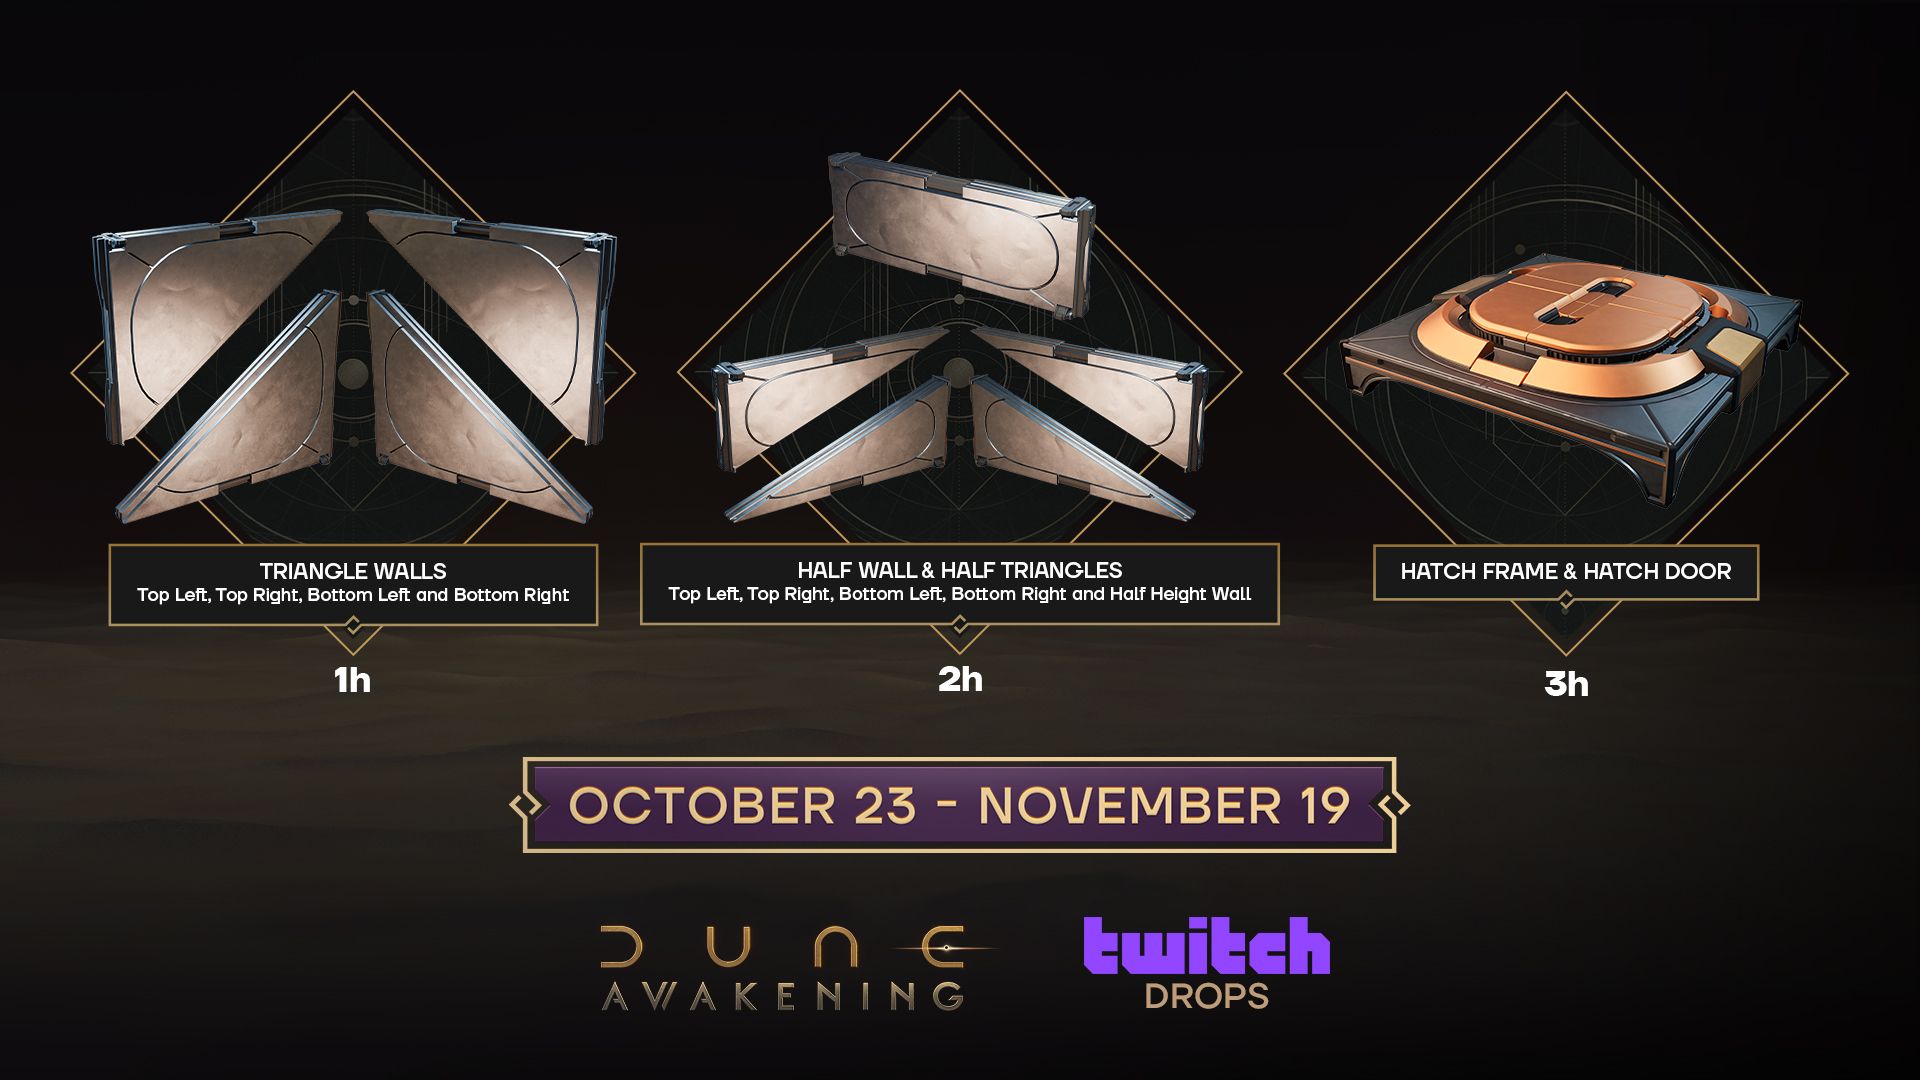 TRIANGLE WALLS
Top Left, Top Right, Bottom Left and Bottom Right
1h
HALF WALL & HALF TRIANGLES
Top Left, Top Right, Bottom Left, Bottom Right and Half Height Wall
2h
HATCH FRAME & HATCH DOOR
3h
OCTOBER 23 - NOVEMBER 19
DUNE
AWAKENING
twitch
DROPS